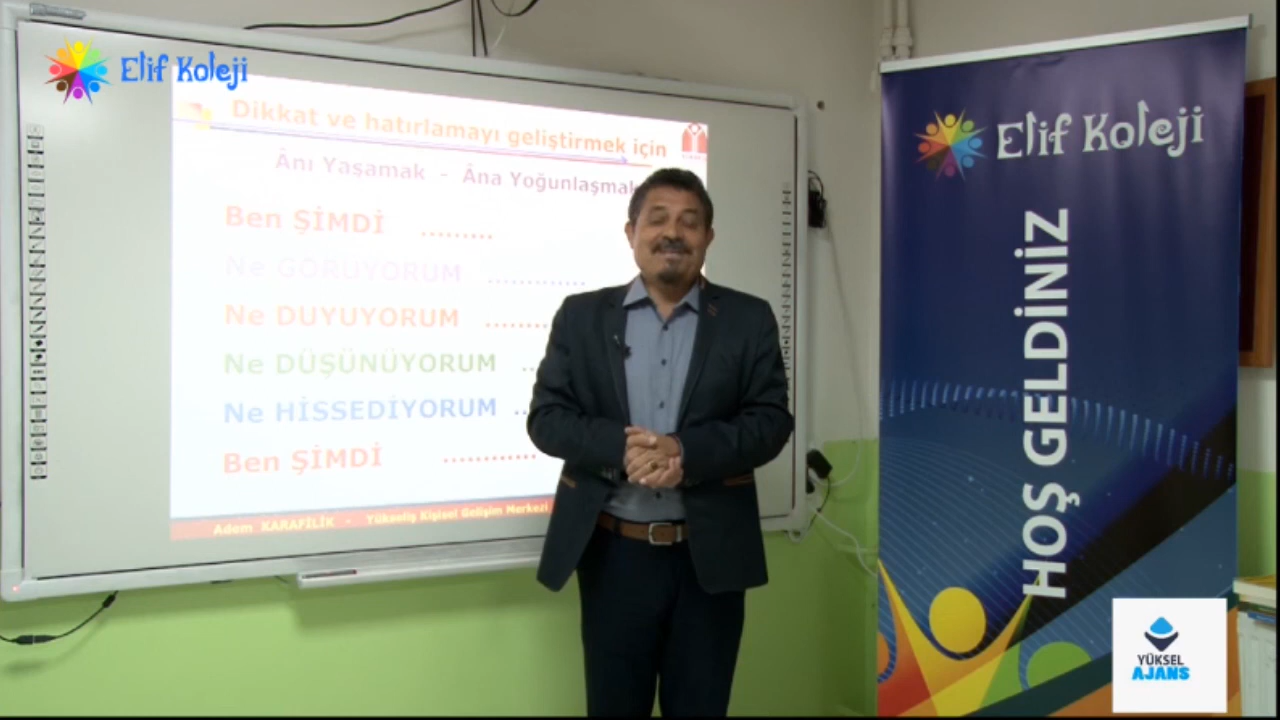 Elif Koleji
Dikkat ve hatırlamayı geliştirmek için
Ânı Yaşamak - Âna Yoğunlaşmak
Ben ŞİMDİ .........
Ne GÖRÜYORUM .............
Ne DUYUYORUM ........
Ne DÜŞÜNÜYORUM ..
Ne HİSSEDİYORUM ..
Ben ŞİMDİ ............
Adem KARAFİLİK - Yükseliş Kişisel Gelişim Merkezi
Elif Koleji
HOŞ GELDİNİZ
YÜKSEL
AJANS